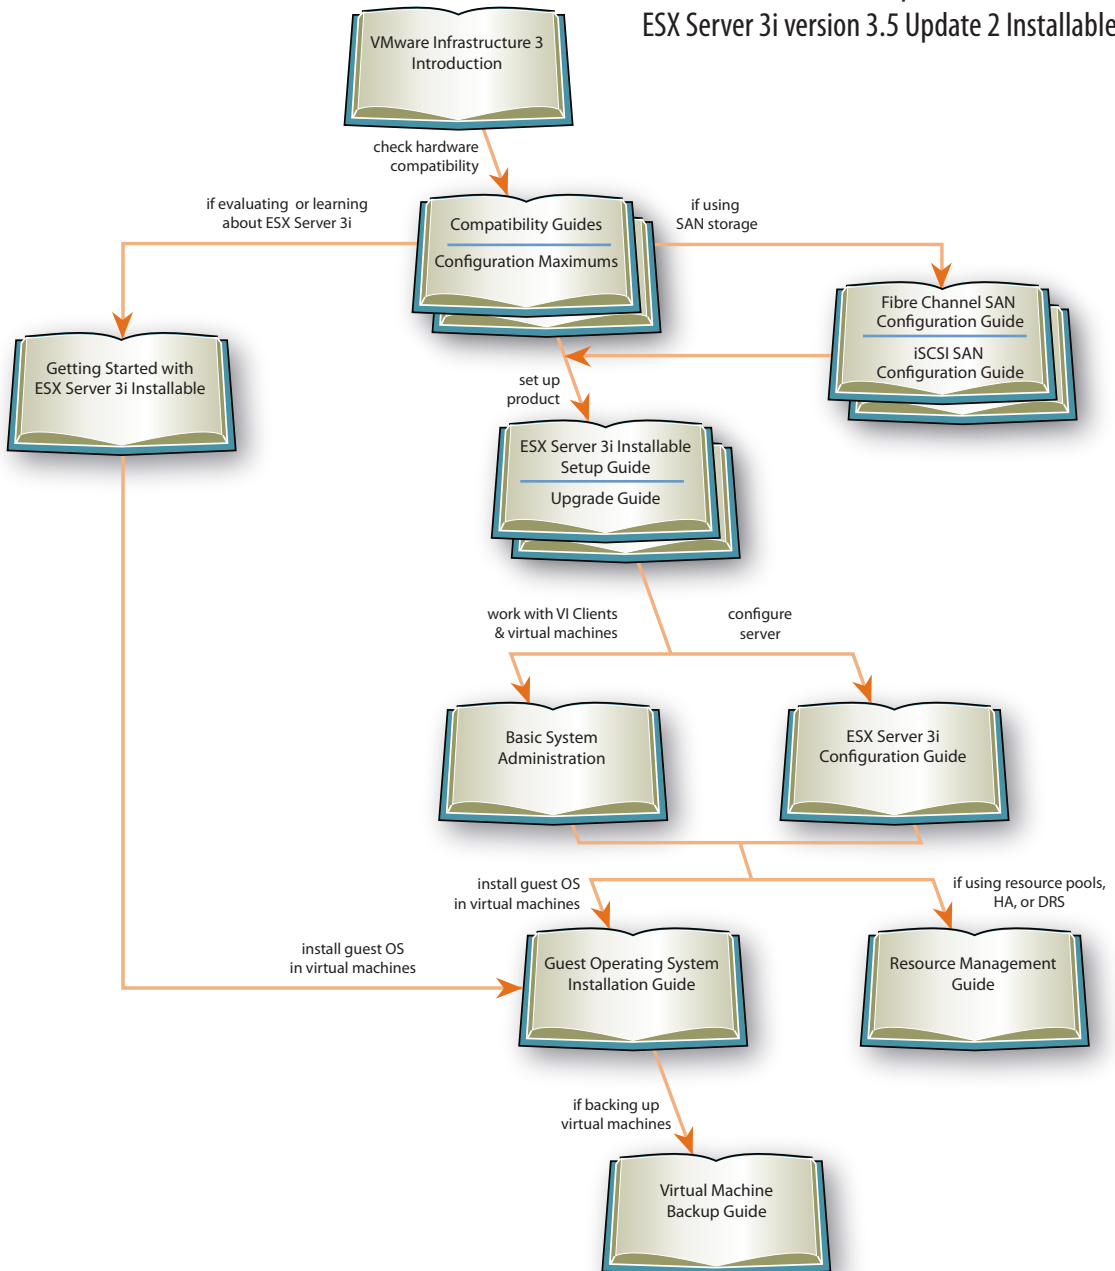 ESX Server 3i version 3.5 Update 2 Installable
VMware Infrastructure 3
Introduction
check hardware
compatibility
if evaluating or learning
about ESX Server 3i
Compatibility Guides
Configuration Maximums
if using
SAN storage
Fibre Channel SAN
Configuration Guide
iSCSI SAN
Configuration Guide
Getting Started with
ESX Server 3i Installable
set up
product
ESX Server 3i Installable
Setup Guide
Upgrade Guide
work with VI Clients
& virtual machines
configure
server
Basic System
Administration
ESX Server 3i
Configuration Guide
install guest OS
in virtual machines
if using resource pools,
HA, or DRS
install guest OS
in virtual machines
Guest Operating System
Installation Guide
Resource Management
Guide
if backing up
virtual machines
Virtual Machine
Backup Guide